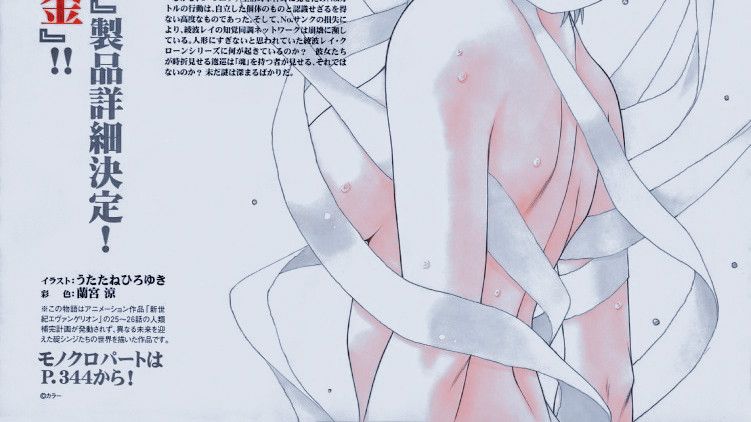 金』!!
『製品詳細決定!
トルの行動は、自立した個体のものと認識せざるを得
ない高度なものであった。そして、No.サンクの損失に
より、綾波レイの知覚同調ネットワークは崩壊に瀕し
ている。人形にすぎないと思われていた綾波レイ・ク
ローンシリーズに何が起きているのか? 彼女たち
が時折見せる逡巡は「魂」を持つ者が見せる、それでは
ないのか? 未だ謎は深まるばかりだ。
イラスト:うたたねひろゆき
彩 色:蘭宮 涼
※この物語はアニメーション作品「新世
紀エヴァンゲリオン」の25〜26話の人類
補完計画が発動されず、異なる未来を迎
えた碇シンジたちの世界を描いた作品です。
モノクロパートは
P.344から!
©カラー